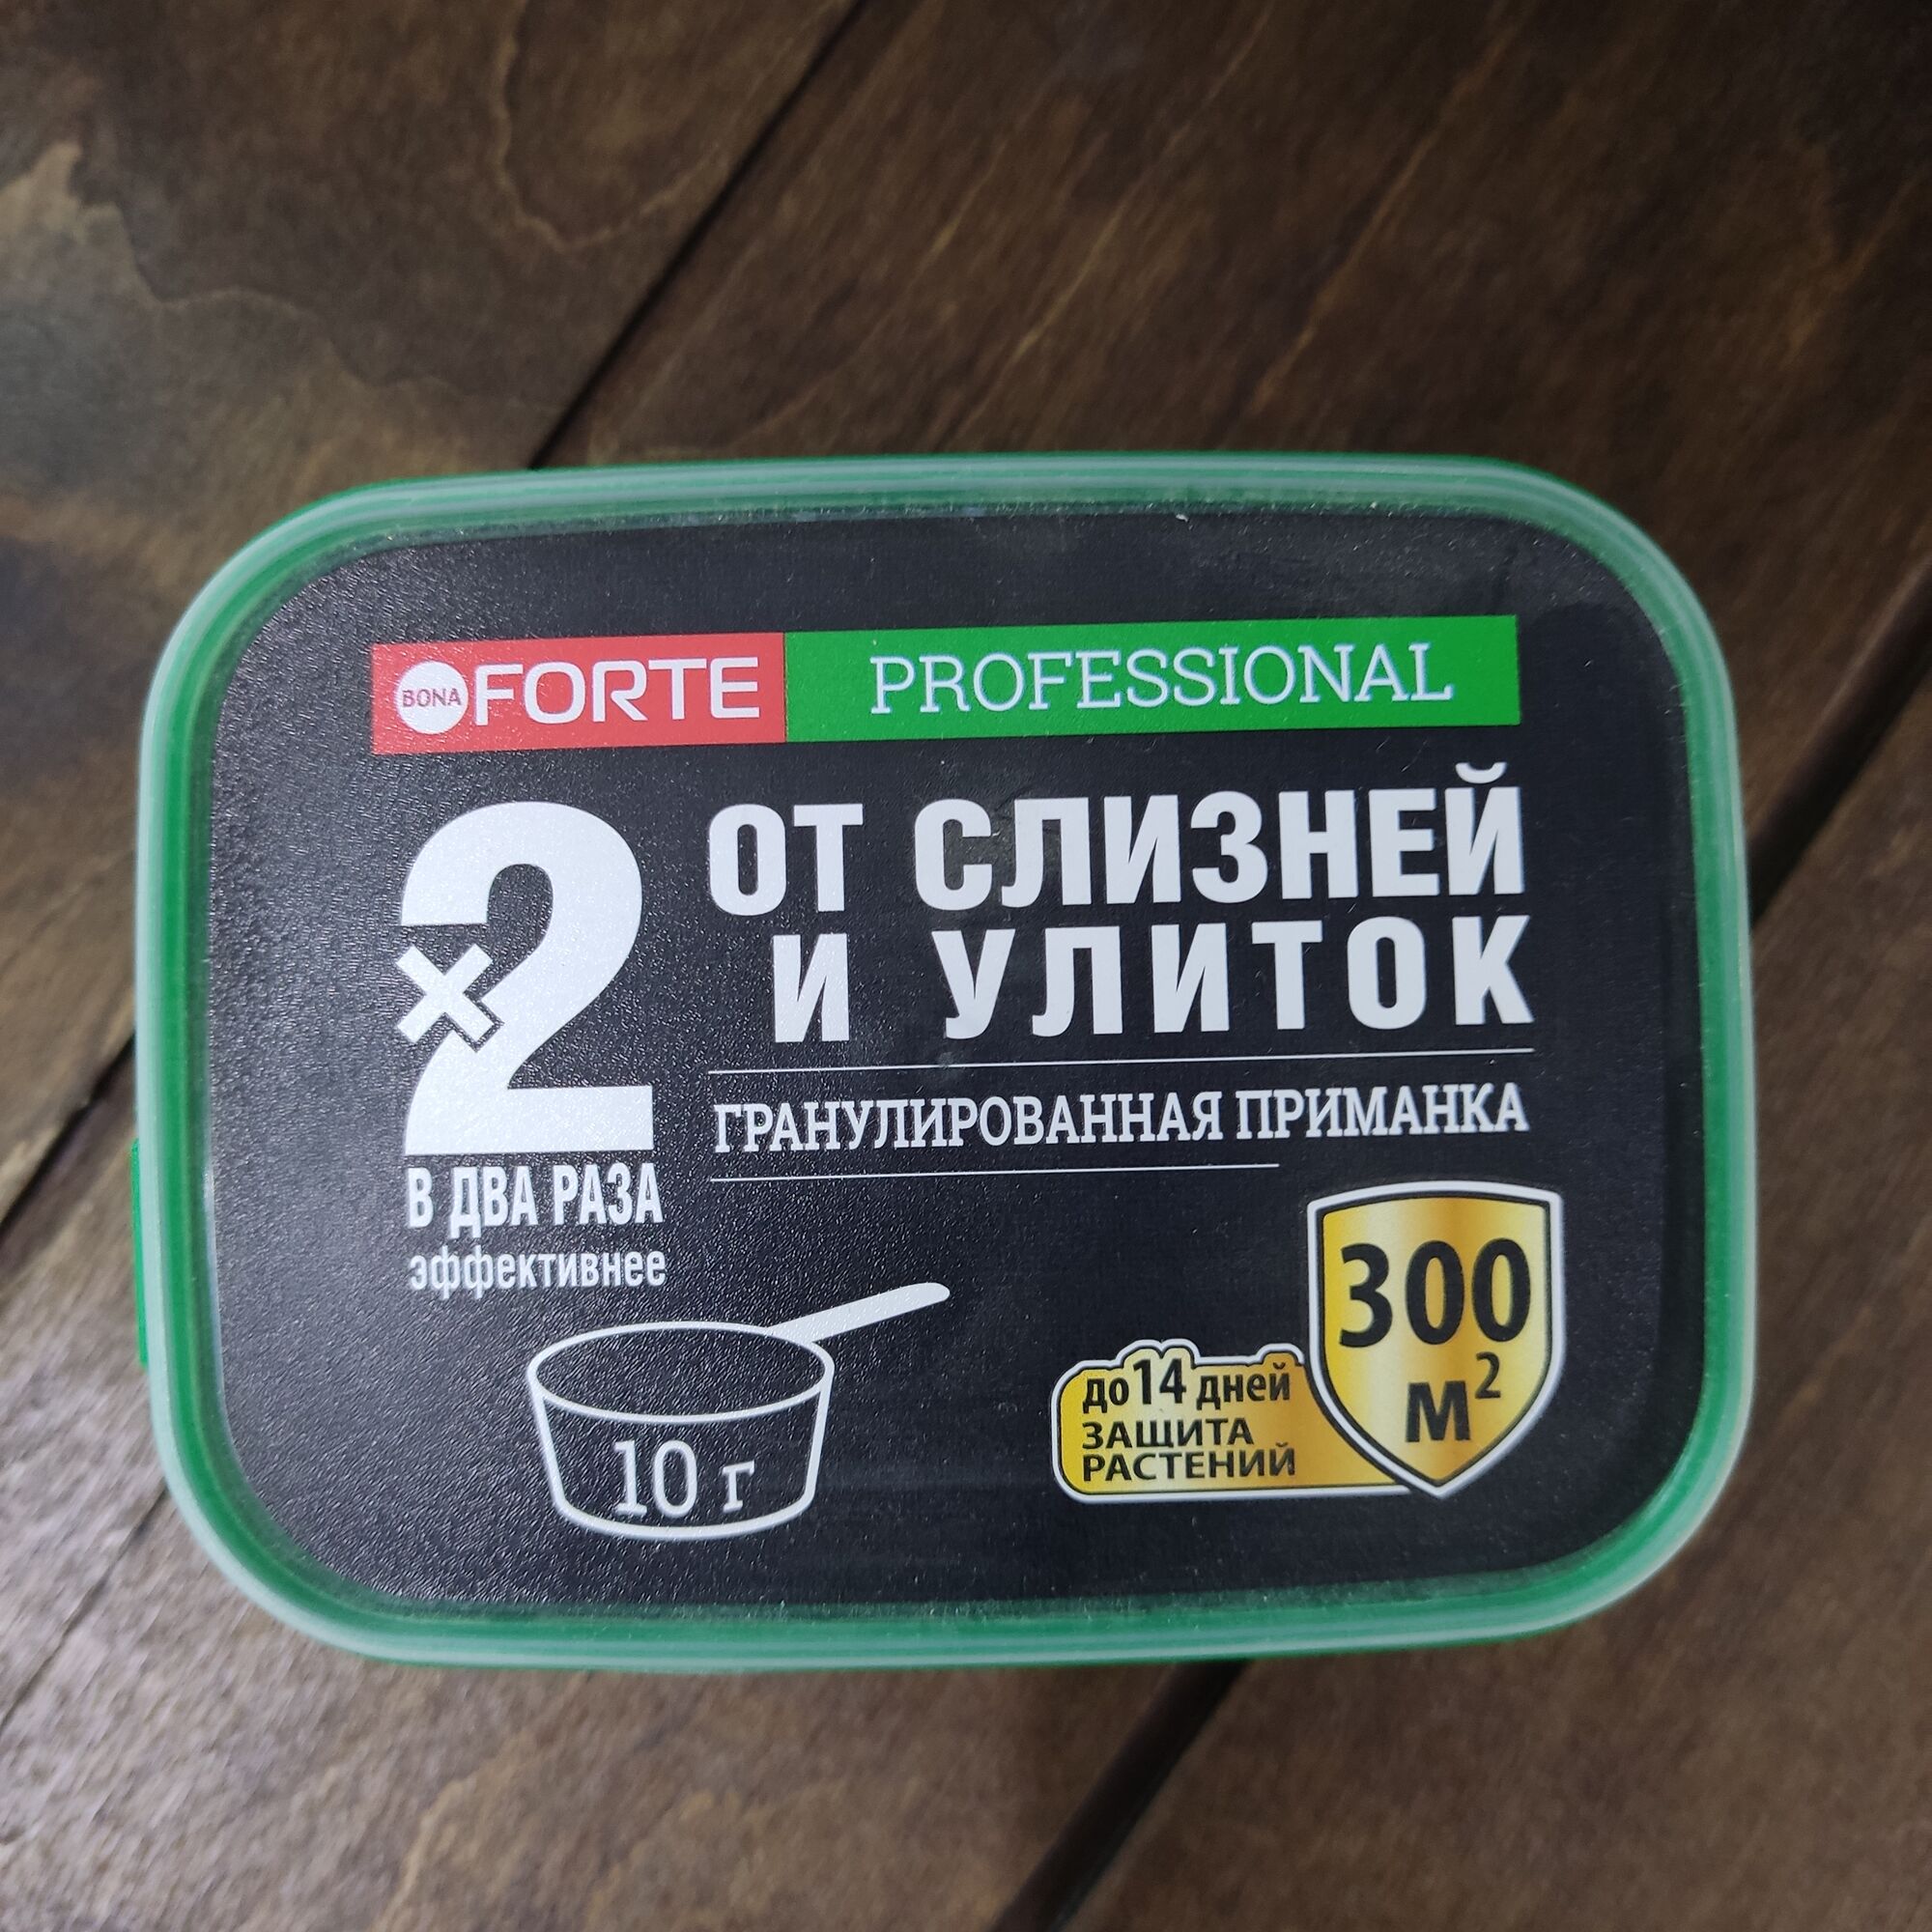 BONA FORTE PROFESSIONAL
×2
В ДВА РАЗА
эффективнее
ОТ СЛИЗНЕЙ
И УЛИТОК
ГРАНУЛИРОВАННАЯ ПРИМАНКА
10 г
до 14 дней
ЗАЩИТА
РАСТЕНИЙ
300
М²